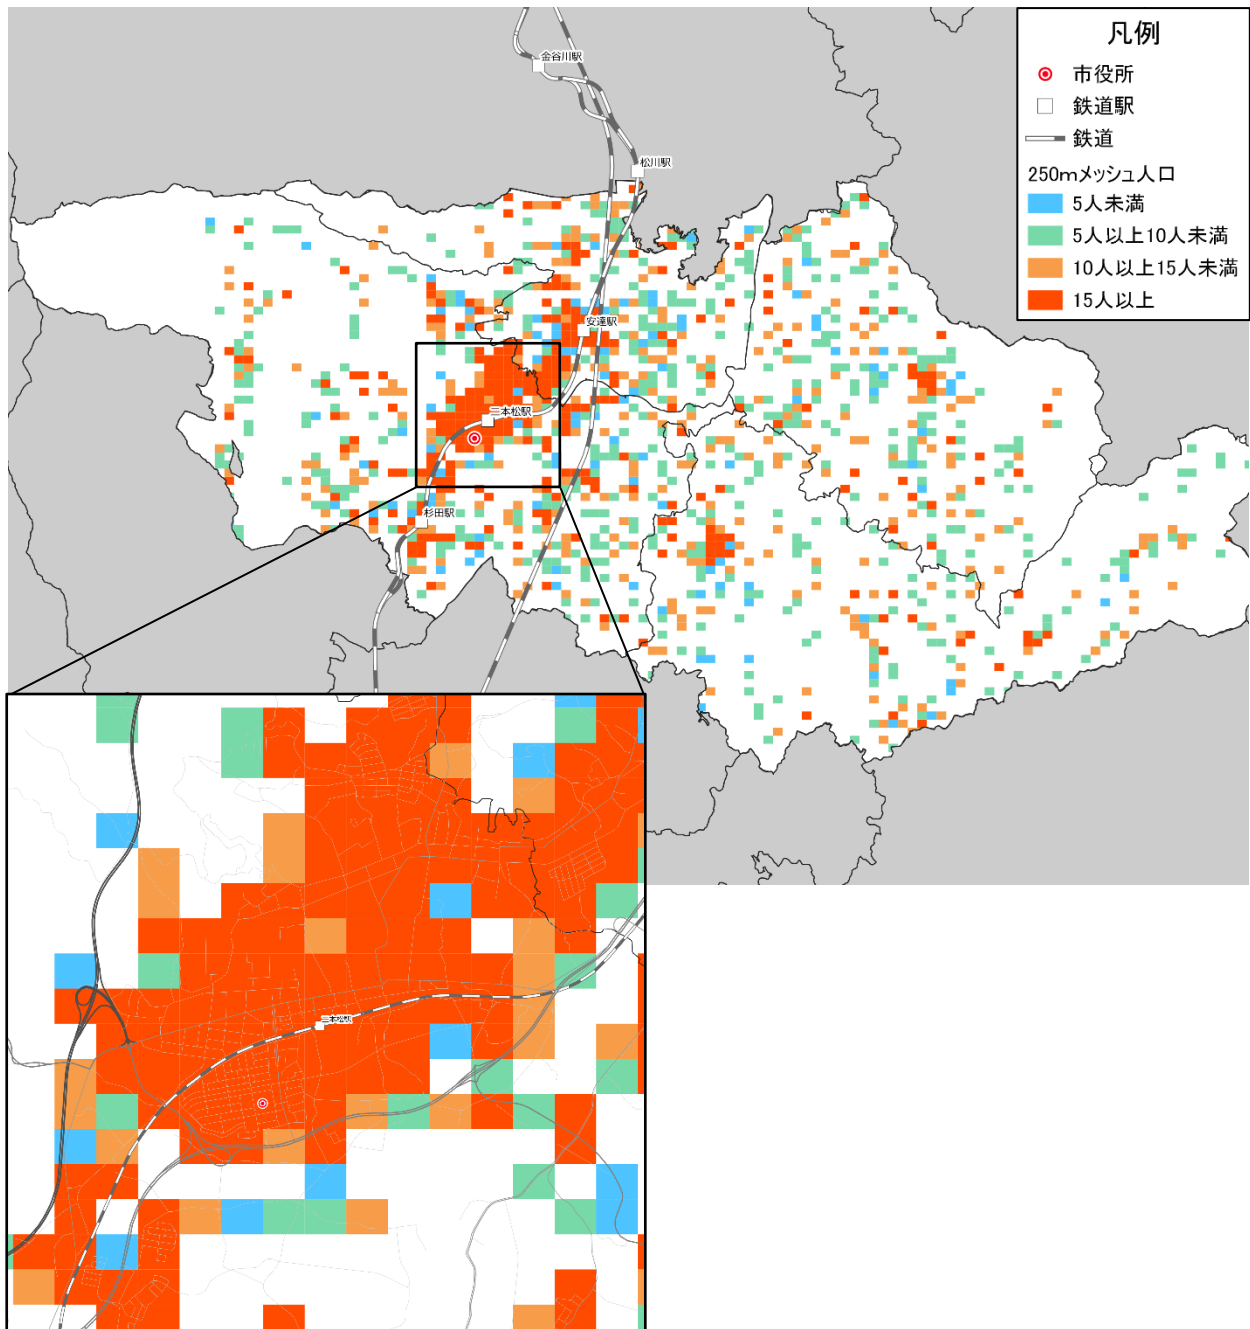 凡例
市役所
鉄道駅
鉄道
250mメッシュ人口
5人未満
5人以上10人未満
10人以上15人未満
15人以上
金谷川駅
松川駅
安達駅
二本松駅
杉田駅
二本松駅